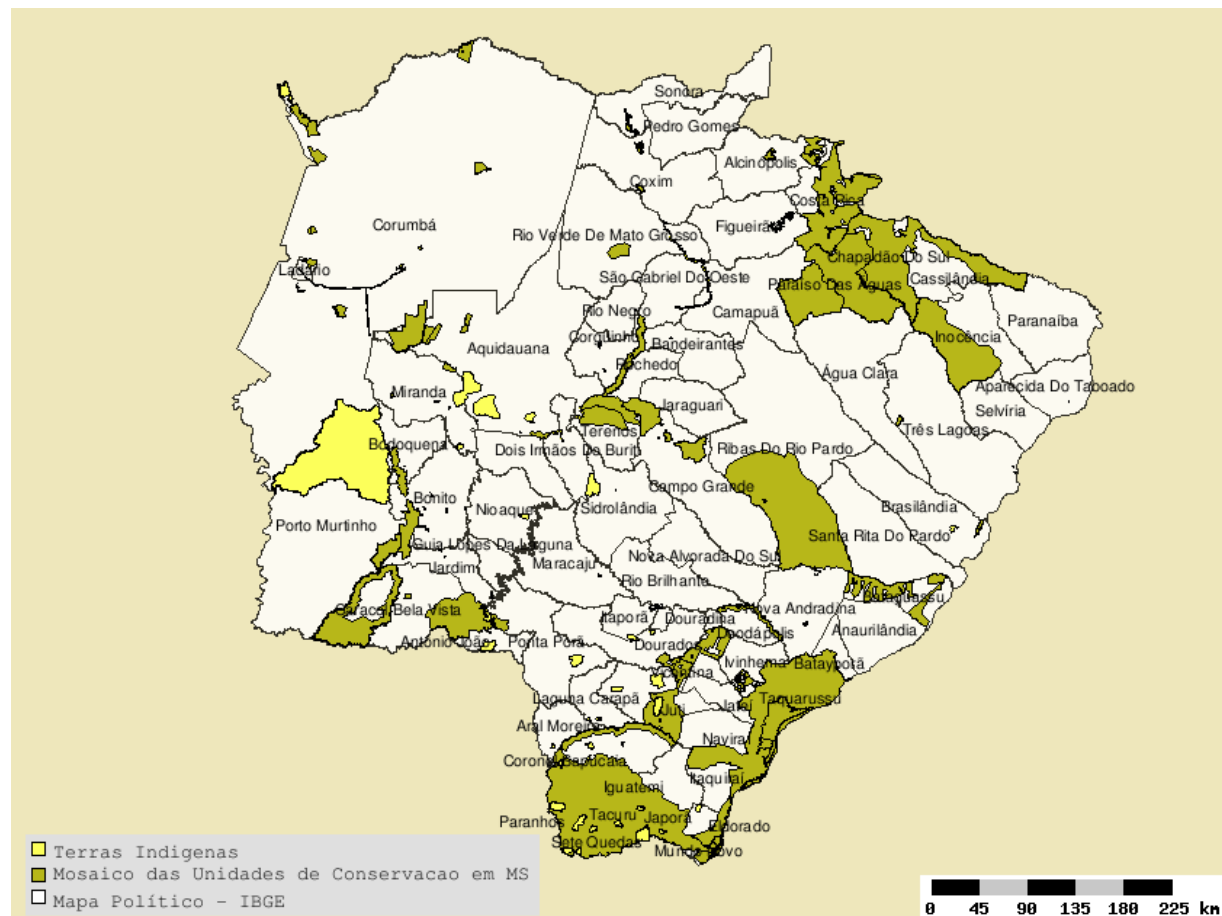 Sonora
Pedro Gomes
Alcinópolis
Coxim
Costa Rica
Corumbá
Figueirão
Rio Verde De Mato Grosso
Chapadão Do Sul
Ladário
São Gabriel Do Oeste
Cassilândia
Paraíso Das Águas
Rio Negro
Camapuã
Paranaíba
Corguinho
Bandeirantes
Inocência
Aquidauana
Rochedo
Água Clara
Aparecida Do Taboado
Miranda
Jaraguari
Selvíria
Terenos
Três Lagoas
Bodoquena
Dois Irmãos Do Buriti
Ribas Do Rio Pardo
Campo Grande
Bonito
Nioaque
Sidrolândia
Brasilândia
Porto Murtinho
Santa Rita Do Pardo
Guia Lopes Da Laguna
Nova Alvorada Do Sul
Jardim
Maracaju
Rio Brilhante
Bataguassu
Caracol
Bela Vista
Nova Andradina
Itaporã
Douradina
Deodápolis
Anaurilândia
Antônio João
Ponta Porã
Dourados
Ivinhema
Batayporã
Vicentina
Laguna Carapã
Taquarussu
Juti
Jateí
Aral Moreira
Naviraí
Coronel Sapucaia
Itaquiraí
Iguatemi
Tacuru
Japorã
Paranhos
Eldorado
Sete Quedas
Mundo Novo
Terras Indigenas
Mosaico das Unidades de Conservacao em MS
Mapa Político - IBGE
0 45 90 135 180 225 km